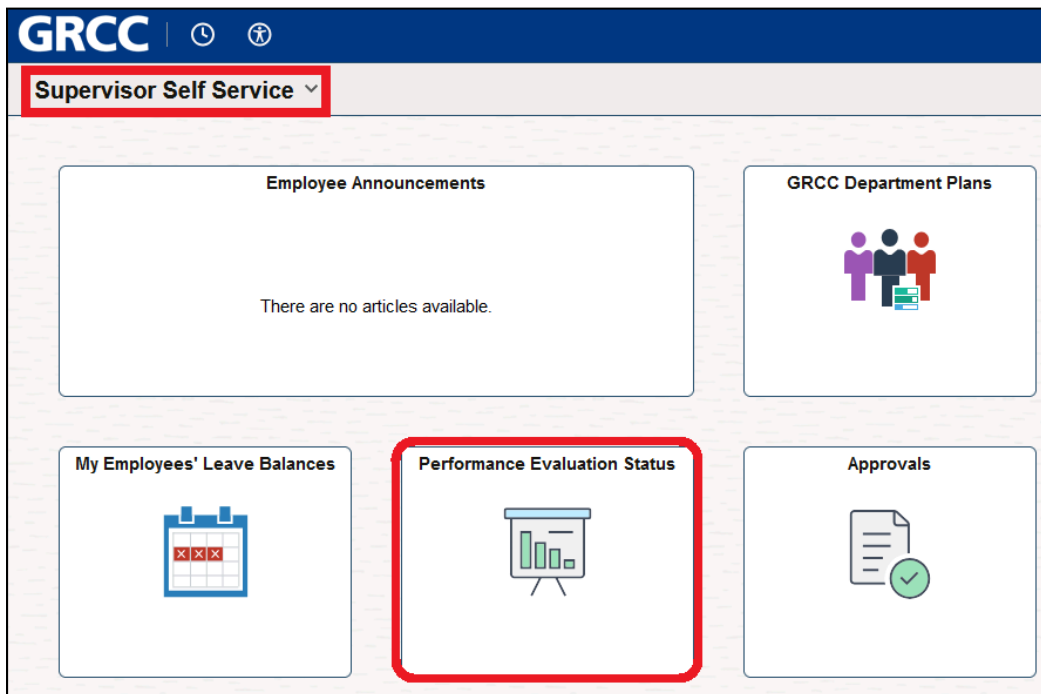 GRCC
Supervisor Self Service
Employee Announcements
There are no articles available.
GRCC Department Plans
My Employees' Leave Balances
Performance Evaluation Status
Approvals